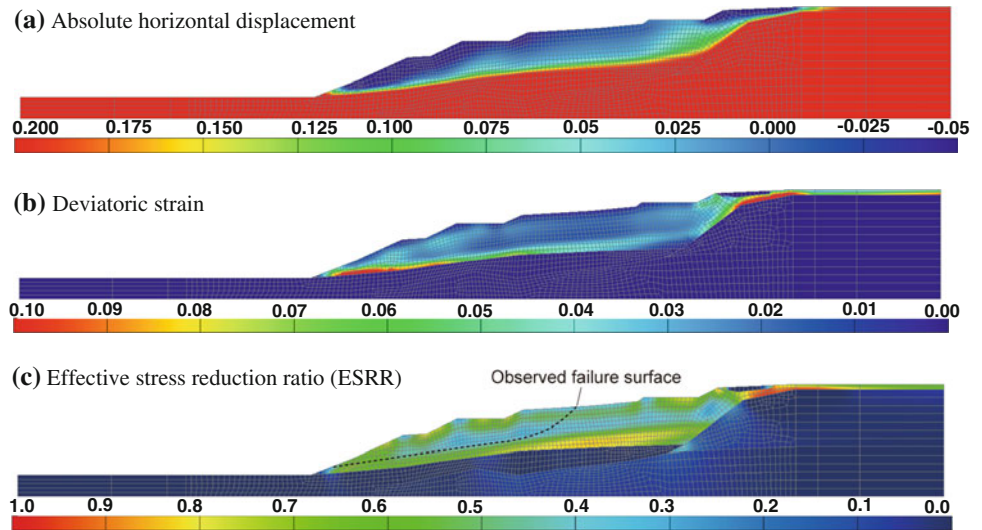 (a) Absolute horizontal displacement
0.200 0.175 0.150 0.125 0.100 0.075 0.05 0.025 0.000 -0.025 -0.05
(b) Deviatoric strain
0.10 0.09 0.08 0.07 0.06 0.05 0.04 0.03 0.02 0.01 0.00
(c) Effective stress reduction ratio (ESRR)
Observed failure surface
1.0 0.9 0.8 0.7 0.6 0.5 0.4 0.3 0.2 0.1 0.0